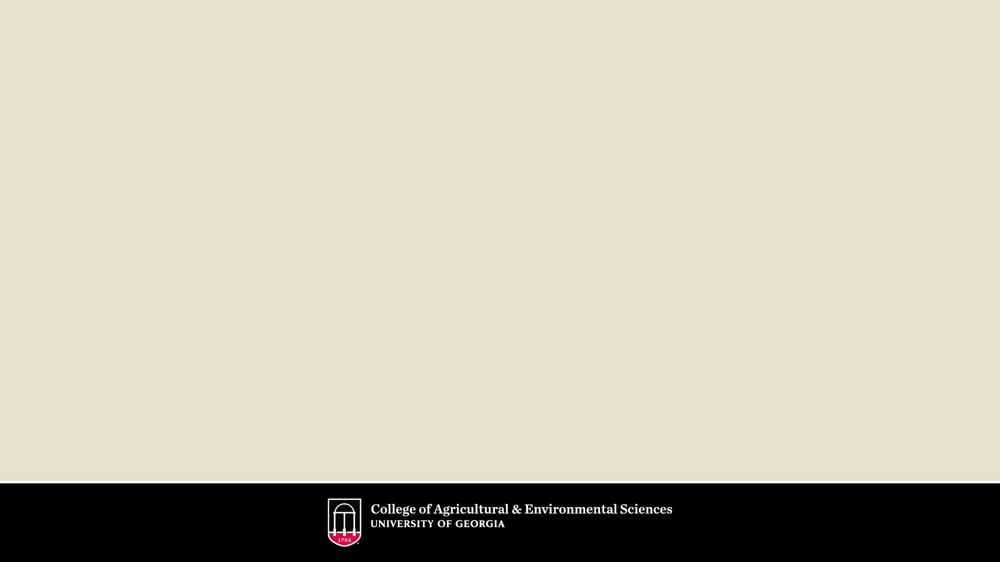 College of Agricultural & Environmental Sciences
UNIVERSITY OF GEORGIA
1785